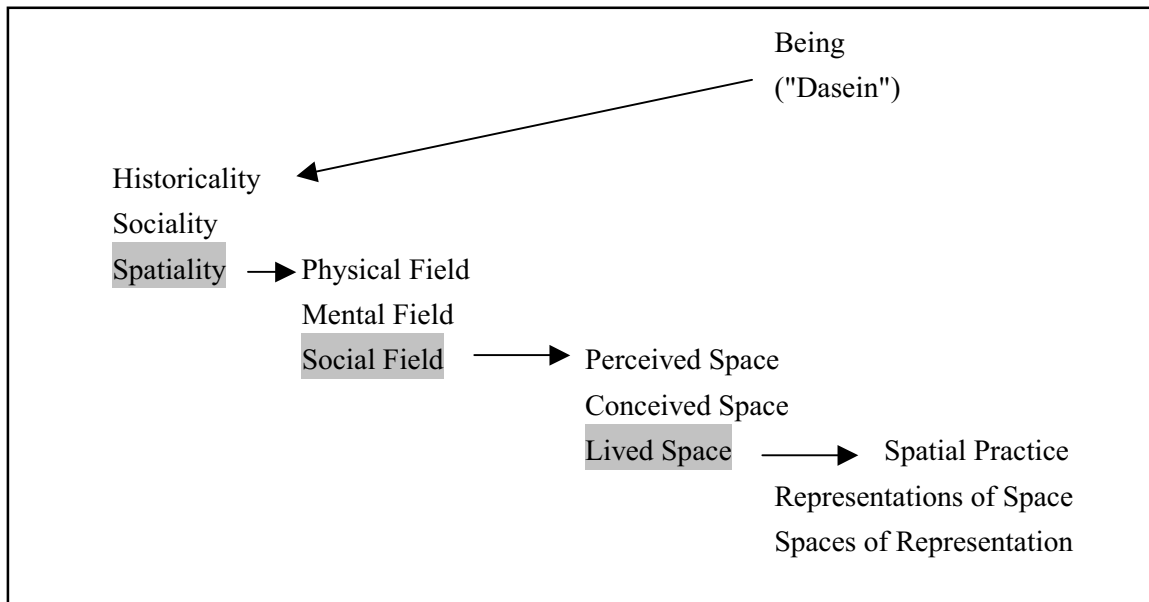 Being
("Dasein")
Historicality
Sociality
Spatiality
Physical Field
Mental Field
Social Field
Perceived Space
Conceived Space
Lived Space
Spatial Practice
Representations of Space
Spaces of Representation